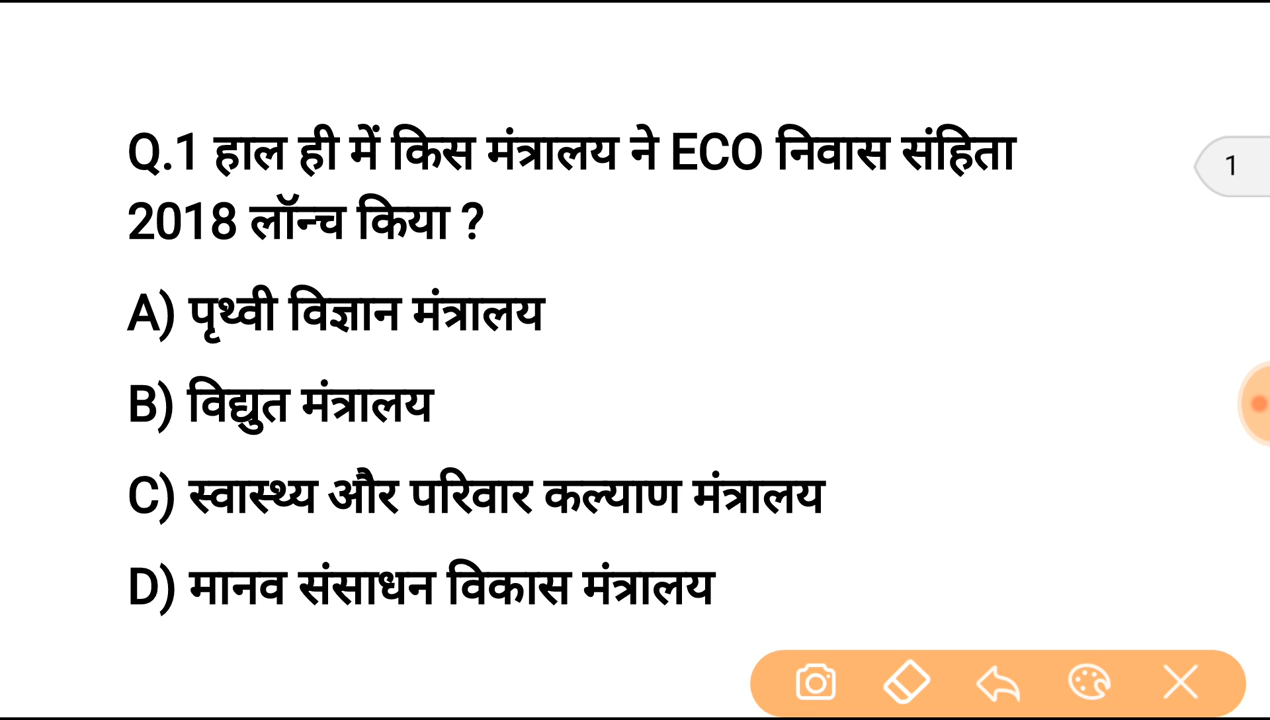 Q.1 हाल ही में किस मंत्रालय ने ECO निवास संहिता
2018 लॉन्च किया ?
A) पृथ्वी विज्ञान मंत्रालय
B) विद्युत मंत्रालय
C) स्वास्थ्य और परिवार कल्याण मंत्रालय
D) मानव संसाधन विकास मंत्रालय
1